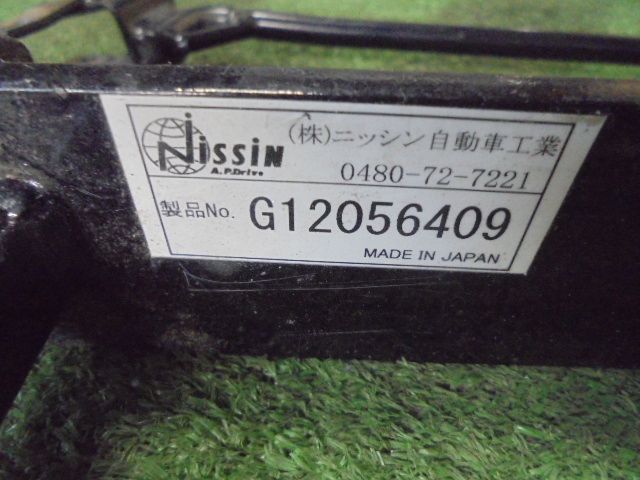 NissiN
A.P.Drive
(株)ニッシン自動車工業
0480-72-7221
製品No. G12056409
MADE IN JAPAN